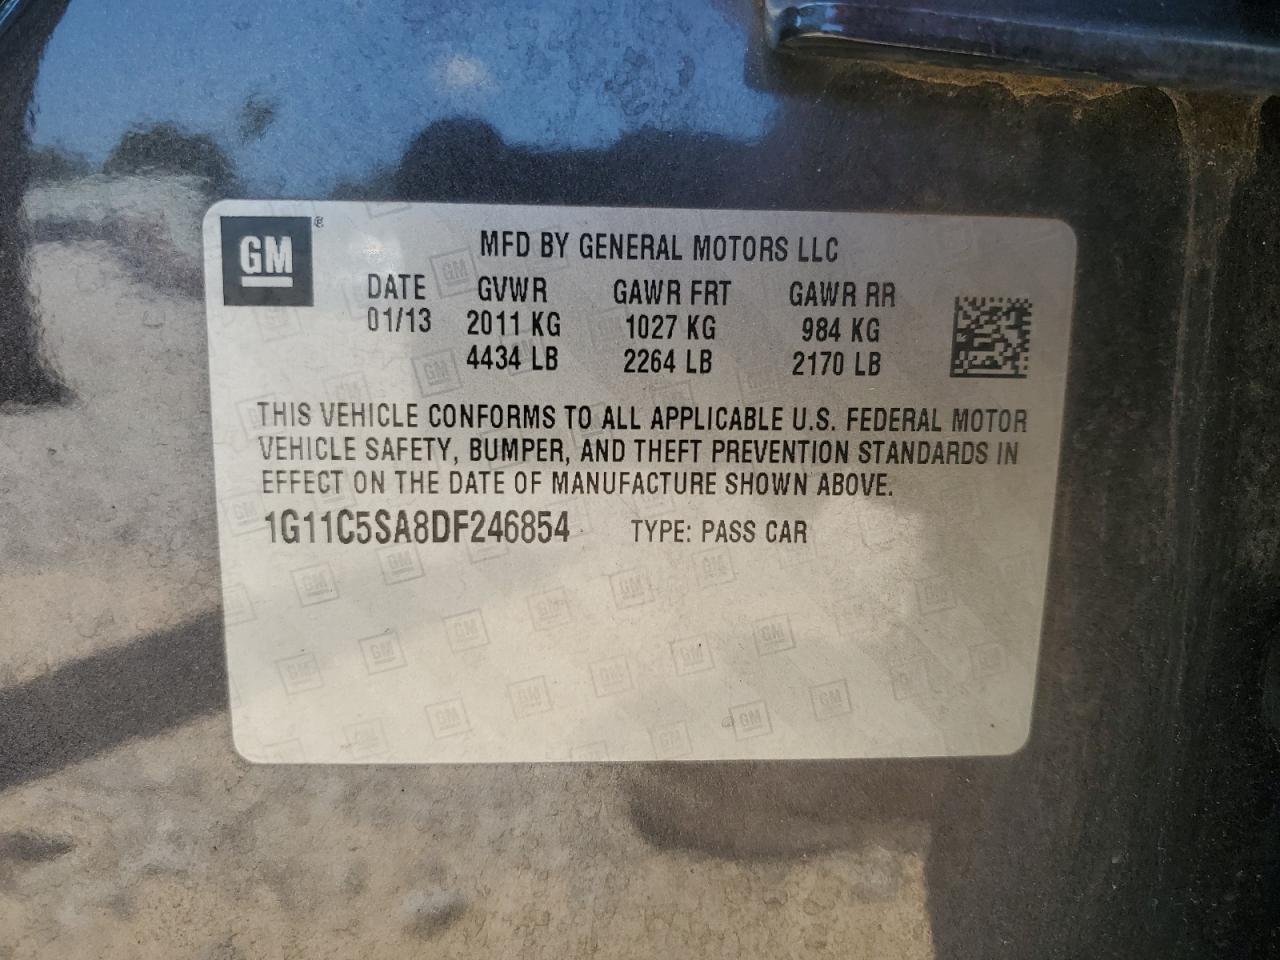 GM ®
MFD BY GENERAL MOTORS LLC
DATE GVWR GAWR FRT GAWR RR
01/13 2011 KG 1027 KG 984 KG
4434 LB 2264 LB 2170 LB
THIS VEHICLE CONFORMS TO ALL APPLICABLE U.S. FEDERAL MOTOR
VEHICLE SAFETY, BUMPER, AND THEFT PREVENTION STANDARDS IN
EFFECT ON THE DATE OF MANUFACTURE SHOWN ABOVE.
1G11C5SA8DF246854 TYPE: PASS CAR